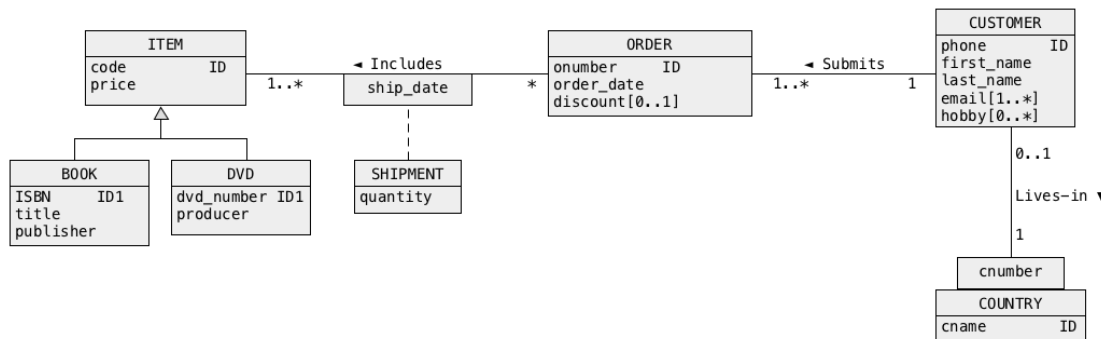 ITEM
code ID
price
1..*
◄ Includes
ship_date
*
ORDER
onumber ID
order_date
discount[0..1]
1..*
◄ Submits
1
CUSTOMER
phone ID
first_name
last_name
email[1..*]
hobby[0..*]
BOOK
ISBN ID1
title
publisher
DVD
dvd_number ID1
producer
SHIPMENT
quantity
0..1
Lives-in ▼
1
cnumber
COUNTRY
cname ID